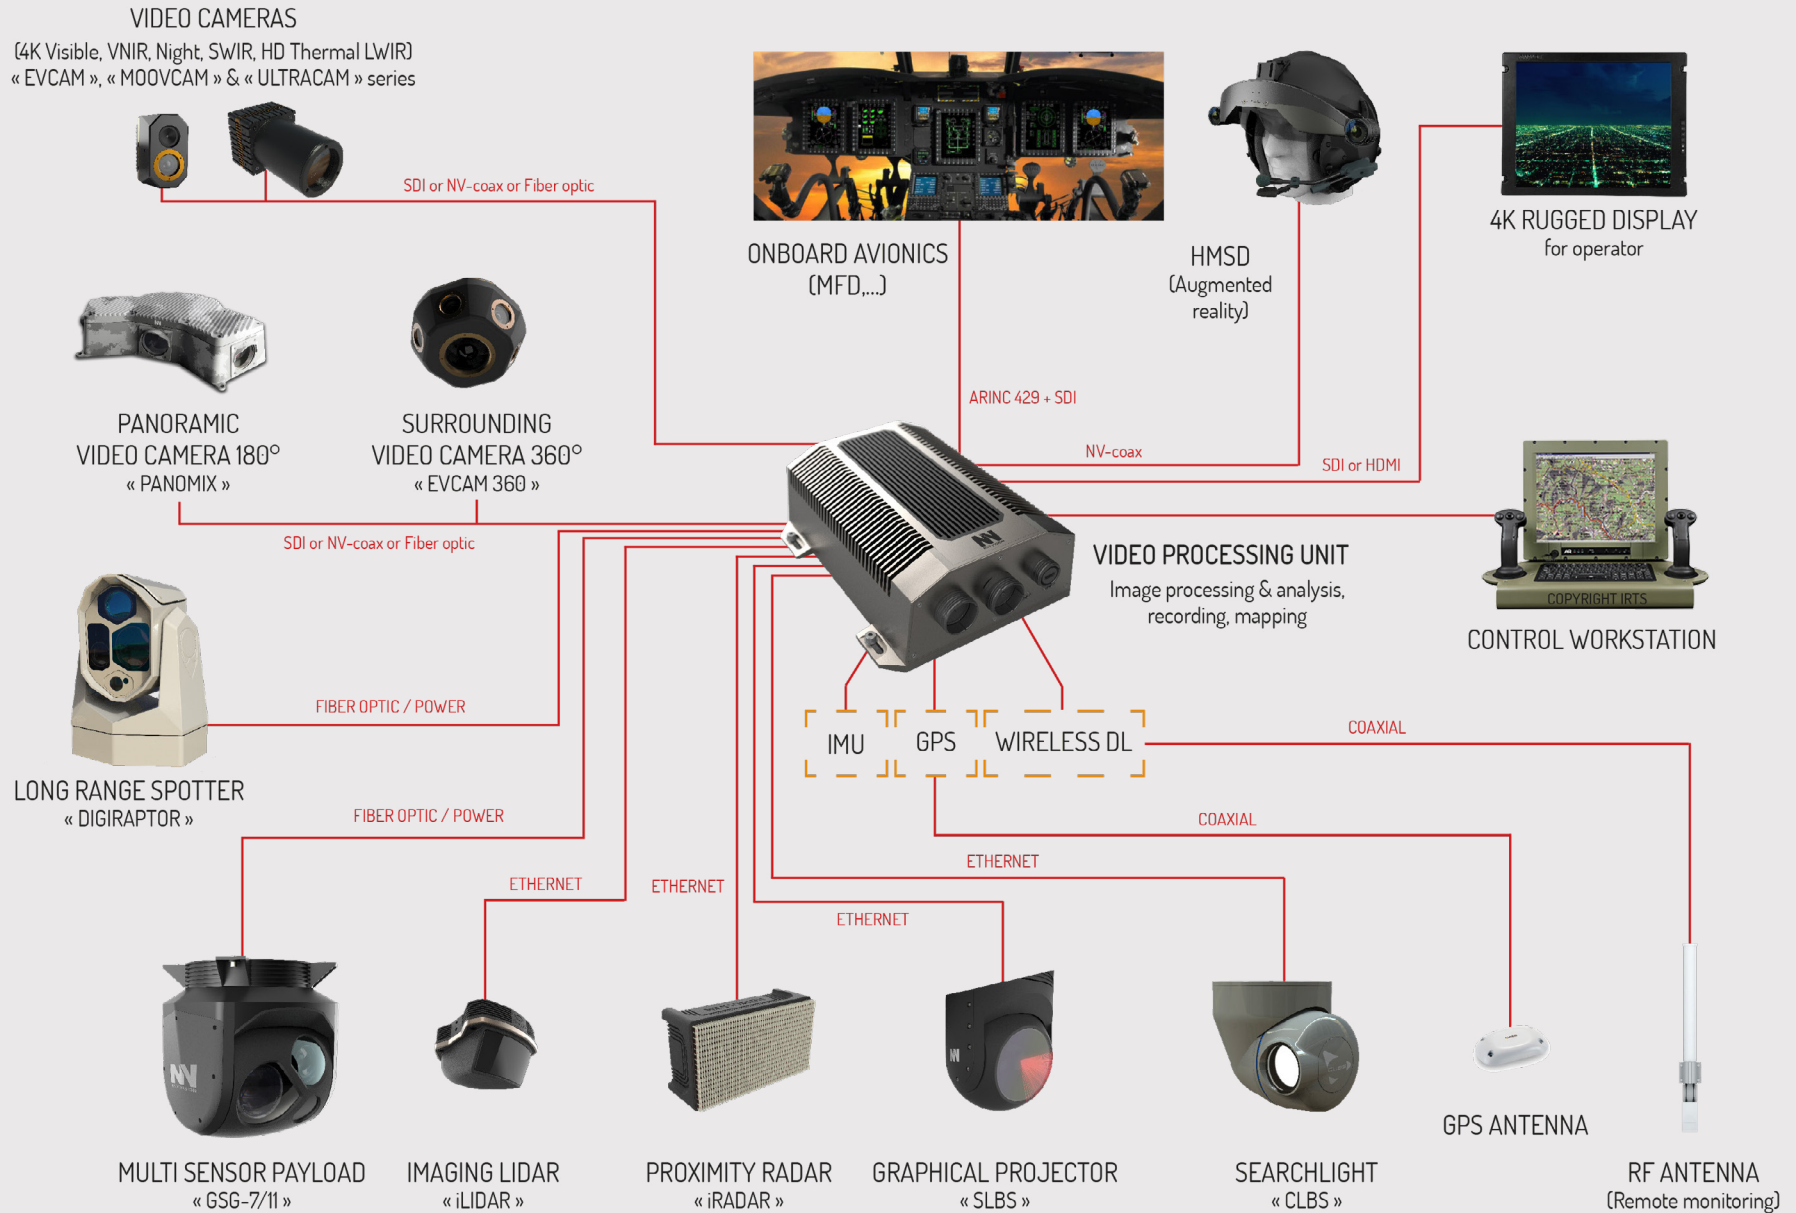 VIDEO CAMERAS
(4K Visible, VNIR, Night, SWIR, HD Thermal LWIR)
« EVCAM », « MOOVCAM » & « ULTRACAM » series
SDI or NV-coax or Fiber optic
ONBOARD AVIONICS
(MFD,...)
HMSD
(Augmented
reality)
4K RUGGED DISPLAY
for operator
PANORAMIC
VIDEO CAMERA 180°
« PANOMIX »
SURROUNDING
VIDEO CAMERA 360°
« EVCAM 360 »
SDI or NV-coax or Fiber optic
ARINC 429 + SDI
NV-coax
SDI or HDMI
NV
VIDEO PROCESSING UNIT
Image processing & analysis,
recording, mapping
COPYRIGHT IRTS
CONTROL WORKSTATION
LONG RANGE SPOTTER
« DIGIRAPTOR »
FIBER OPTIC / POWER
FIBER OPTIC / POWER
IMU
GPS
WIRELESS DL
COAXIAL
COAXIAL
ETHERNET
ETHERNET
ETHERNET
ETHERNET
NV
NV
MULTI SENSOR PAYLOAD
« GSG-7/11 »
IMAGING LIDAR
« iLIDAR »
PROXIMITY RADAR
« iRADAR »
GRAPHICAL PROJECTOR
« SLBS »
SEARCHLIGHT
« CLBS »
GPS ANTENNA
RF ANTENNA
(Remote monitoring)